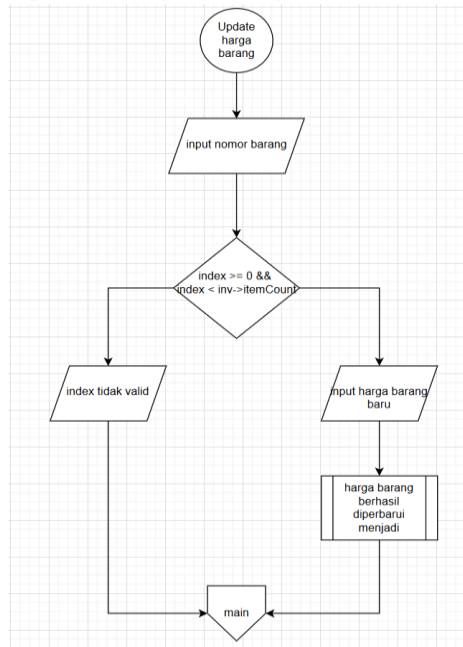 Update
harga
barang
input nomor barang
index >= 0 &&
index < inv->itemCount
index tidak valid
input harga barang
baru
harga barang
berhasil
diperbarui
menjadi
main